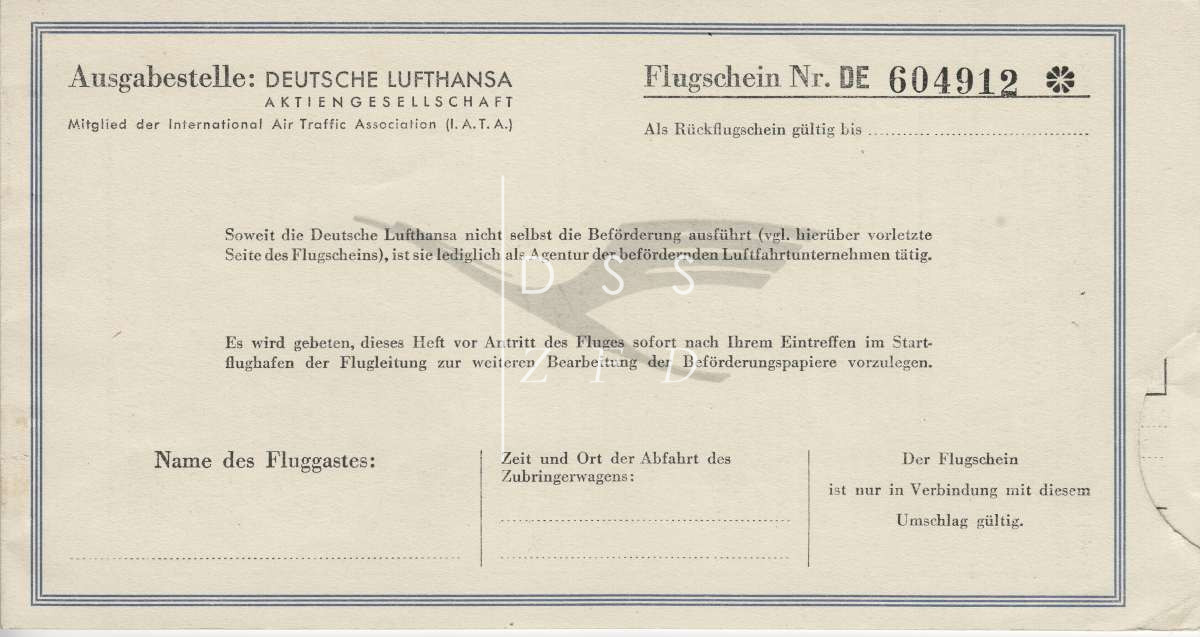 Ausgabestelle: DEUTSCHE LUFTHANSA
AKTIENGESELLSCHAFT
Mitglied der International Air Traffic Association (I.A.T.A.)
Flugschein Nr. DE 604912
Als Rückflugschein gültig bis
Soweit die Deutsche Lufthansa nicht selbst die Beförderung ausführt (vgl. hierüber vorletzte
Seite des Flugscheins), ist sie lediglich als Agentur der befördernden Luftfahrtunternehmen tätig.
DSS
Es wird gebeten, dieses Heft vor Antritt des Fluges sofort nach Ihrem Eintreffen im Start-
flughafen der Flugleitung zur weiteren Bearbeitung der Beförderungspapiere vorzulegen.
ZFD
Name des Fluggastes:
Zeit und Ort der Abfahrt des
Zubringerwagens:
Der Flugschein
ist nur in Verbindung mit diesem
Umschlag gültig.